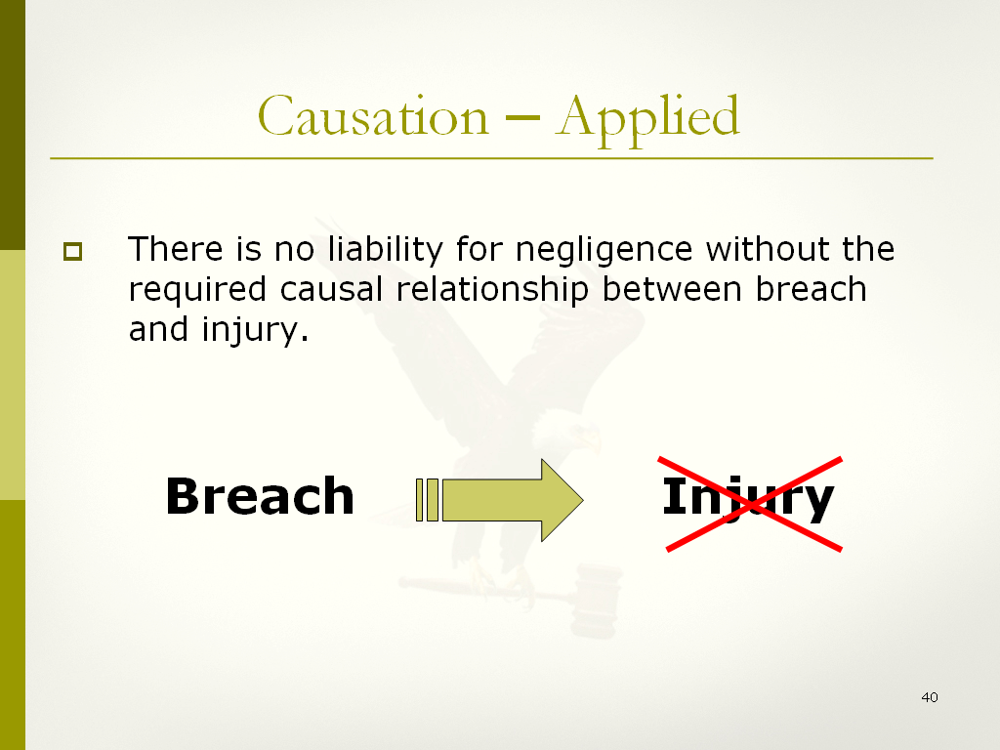 Causation – Applied
There is no liability for negligence without the
required causal relationship between breach
and injury.
Breach
Injury
40